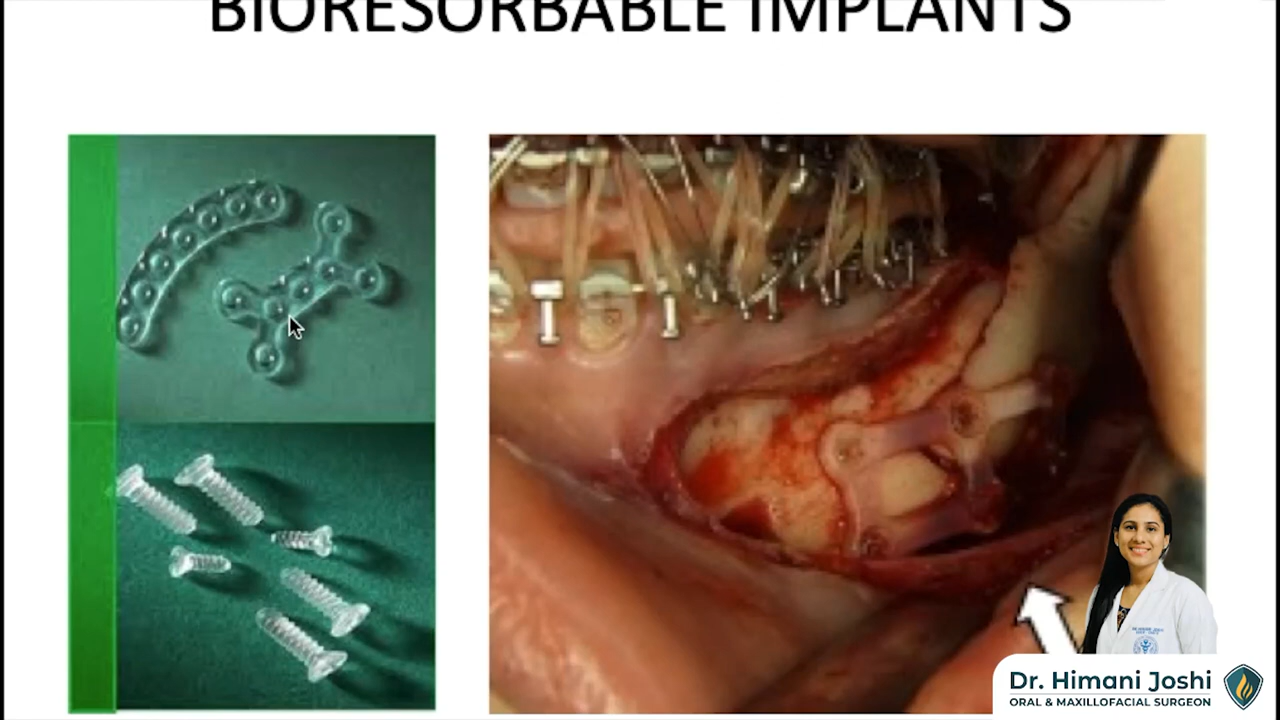 BIORESORBABLE IMPLANTS
Dr. Himani Joshi
ORAL & MAXILLOFACIAL SURGEON